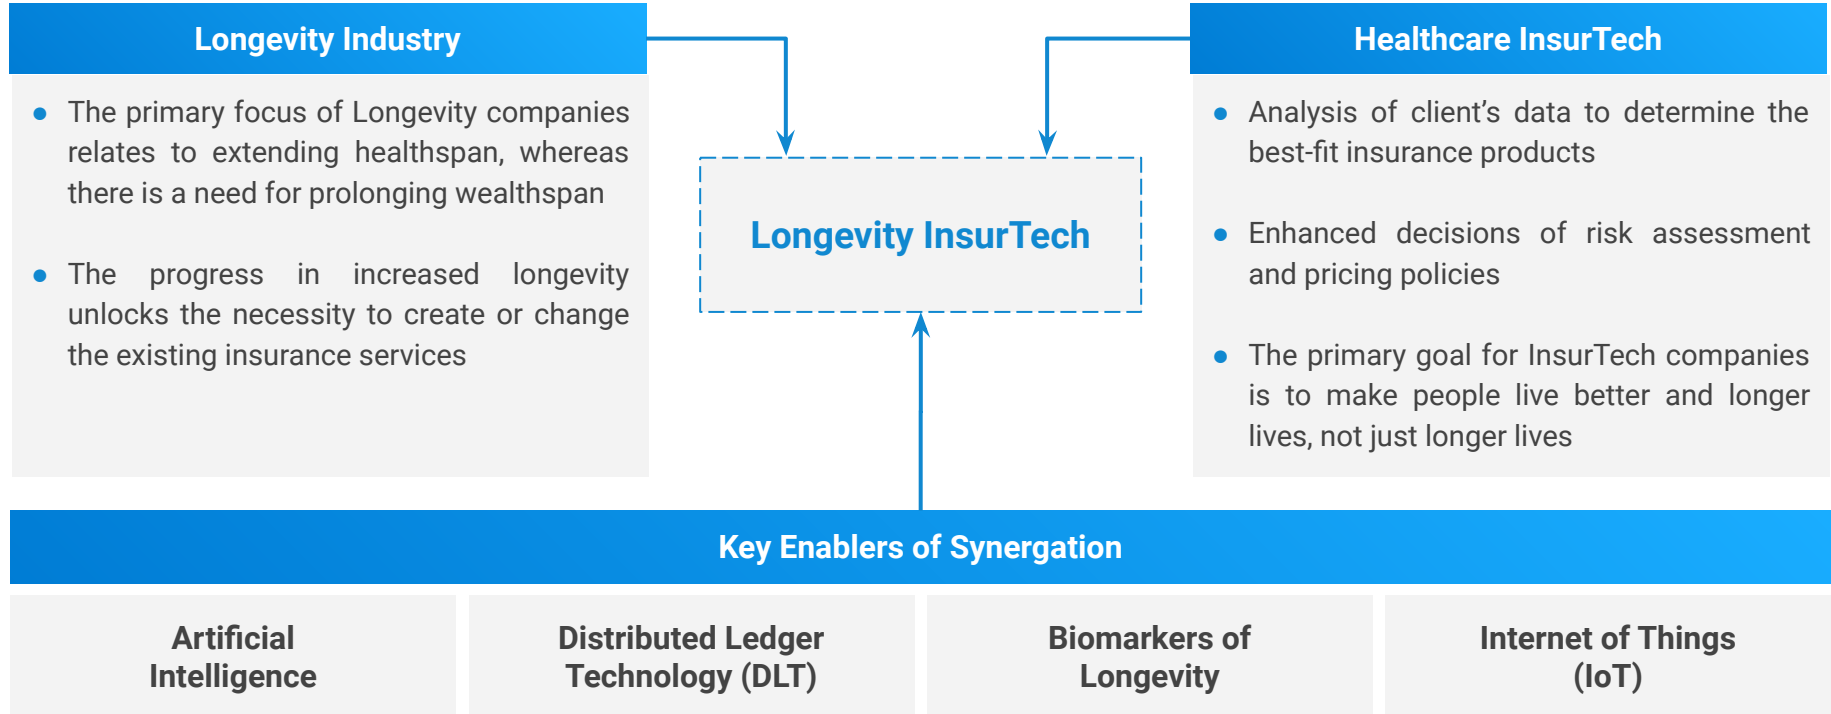 Longevity Industry
The primary focus of Longevity companies
relates to extending healthspan, whereas
there is a need for prolonging wealthspan
The progress in increased longevity
unlocks the necessity to create or change
the existing insurance services
Longevity InsurTech
Healthcare InsurTech
Analysis of client’s data to determine the
best-fit insurance products
Enhanced decisions of risk assessment
and pricing policies
The primary goal for InsurTech companies
is to make people live better and longer
lives, not just longer lives
Key Enablers of Synergation
Artificial
Intelligence
Distributed Ledger
Technology (DLT)
Biomarkers of
Longevity
Internet of Things
(IoT)